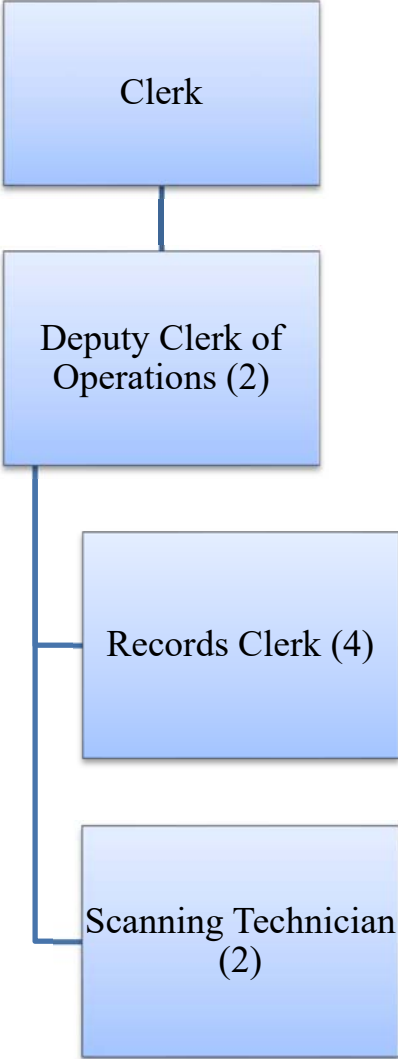 Clerk
Deputy Clerk of
Operations (2)
Records Clerk (4)
Scanning Technician
(2)